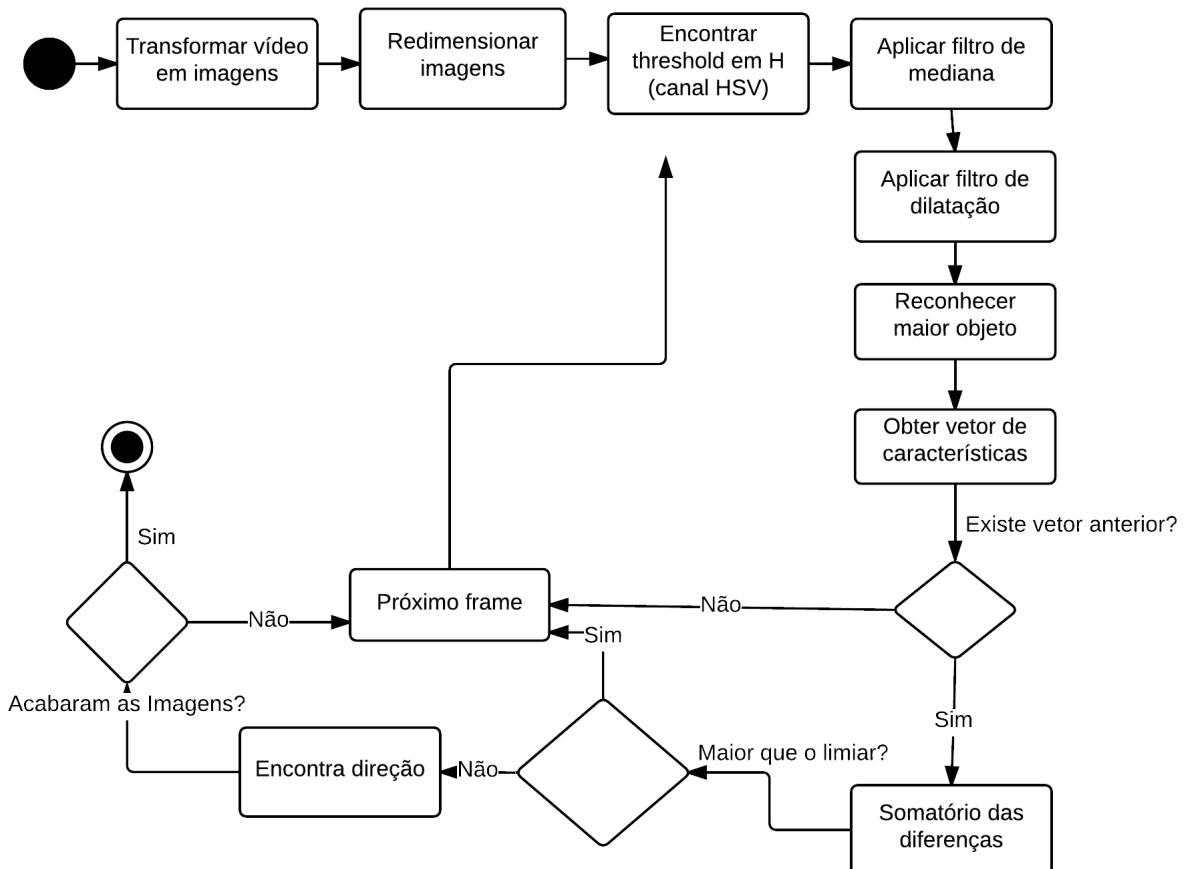 Transformar vídeo
em imagens
Redimensionar
imagens
Encontrar
threshold em H
(canal HSV)
Aplicar filtro de
mediana
Aplicar filtro de
dilatação
Reconhecer
maior objeto
Obter vetor de
características
Existe vetor anterior?
Sim
Não
Próximo frame
Não
Sim
Sim
Acabaram as Imagens?
Encontra direção
Não
Maior que o limiar?
Somatório das
diferenças